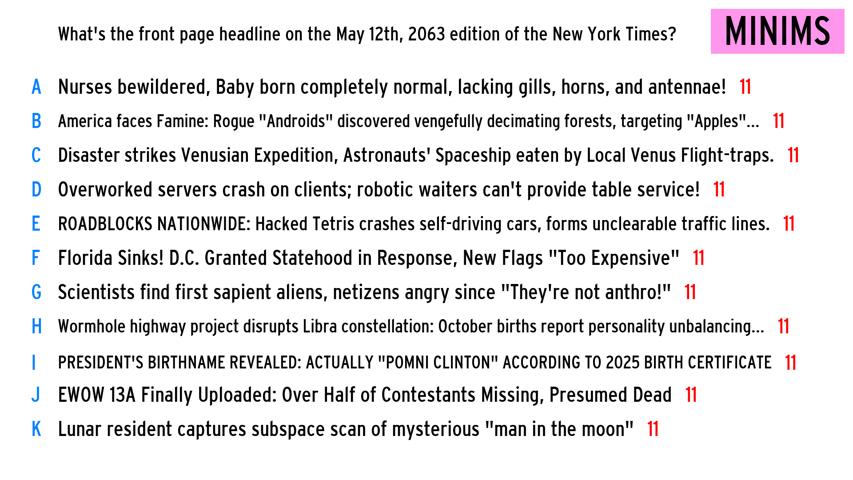 What's the front page headline on the May 12th, 2063 edition of the New York Times? MINIMS
A Nurses bewildered, Baby born completely normal, lacking gills, horns, and antennae! 11
B America faces Famine: Rogue "Androids" discovered vengefully decimating forests, targeting "Apples"... 11
C Disaster strikes Venusian Expedition, Astronauts' Spaceship eaten by Local Venus Flight-traps. 11
D Overworked servers crash on clients; robotic waiters can't provide table service! 11
E ROADBLOCKS NATIONWIDE: Hacked Tetris crashes self-driving cars, forms unclearable traffic lines. 11
F Florida Sinks! D.C. Granted Statehood in Response, New Flags "Too Expensive" 11
G Scientists find first sapient aliens, netizens angry since "They're not anthro!" 11
H Wormhole highway project disrupts Libra constellation: October births report personality unbalancing... 11
I PRESIDENT'S BIRTHNAME REVEALED: ACTUALLY "POMNI CLINTON" ACCORDING TO 2025 BIRTH CERTIFICATE 11
J EWOW 13A Finally Uploaded: Over Half of Contestants Missing, Presumed Dead 11
K Lunar resident captures subspace scan of mysterious "man in the moon" 11